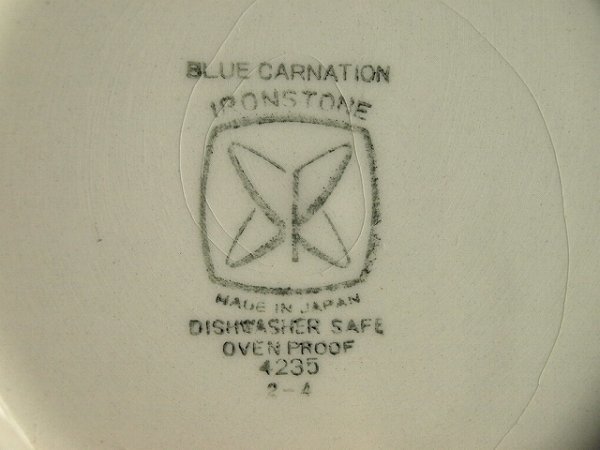 BLUE CARNATION
IRONSTONE
MADE IN JAPAN
DISHWASHER SAFE
OVEN PROOF
4235
2-4